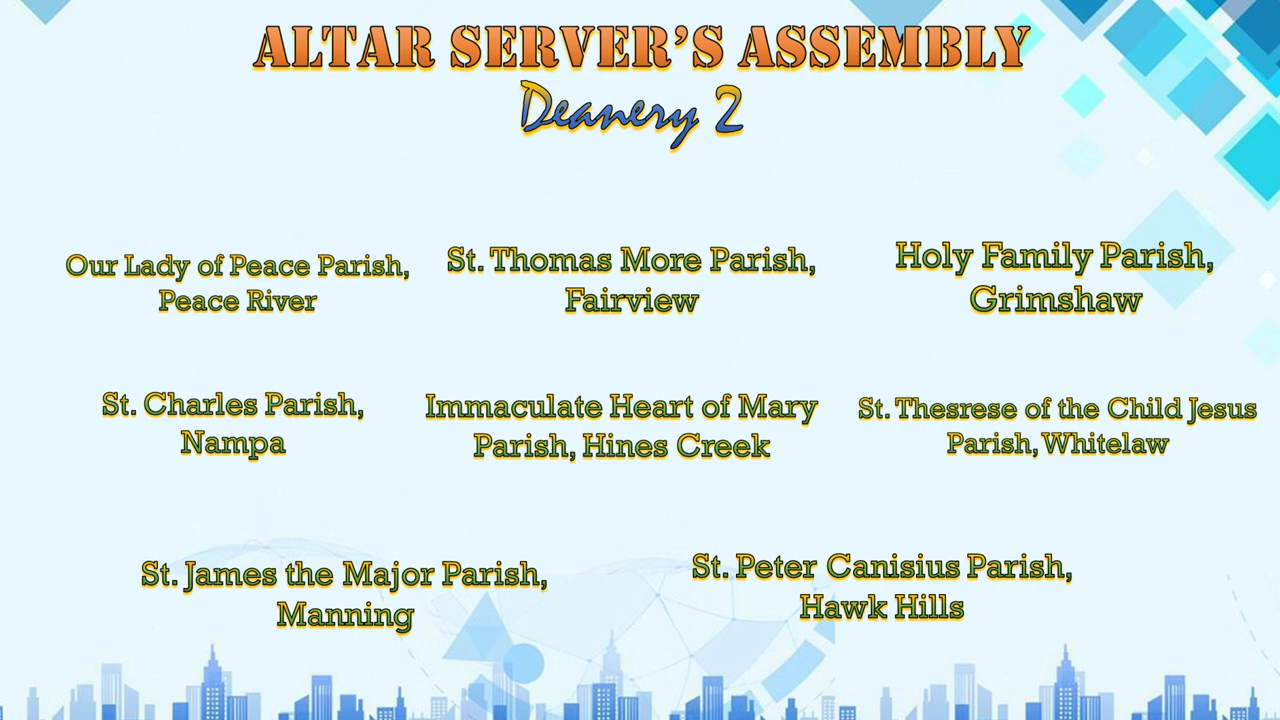 ALTAR SERVER'S ASSEMBLY
Deanery 2
Our Lady of Peace Parish,
Peace River
St. Thomas More Parish,
Fairview
Holy Family Parish,
Grimshaw
St. Charles Parish,
Nampa
Immaculate Heart of Mary
Parish, Hines Creek
St. Thesrese of the Child Jesus
Parish, Whitelaw
St. James the Major Parish,
Manning
St. Peter Canisius Parish,
Hawk Hills